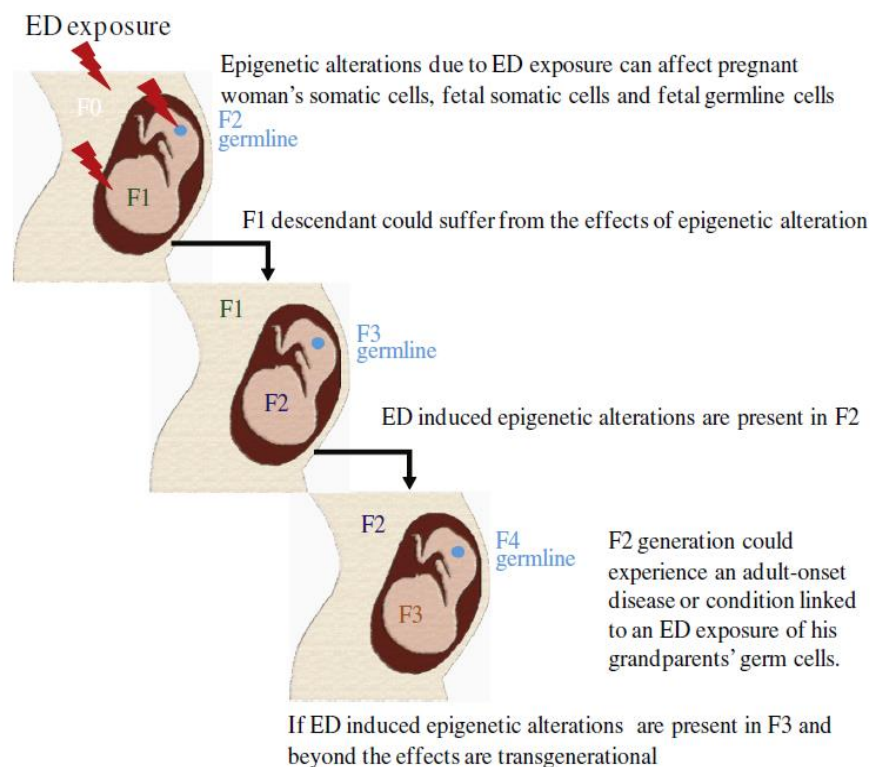 ED exposure
Epigenetic alterations due to ED exposure can affect pregnant
woman's somatic cells, fetal somatic cells and fetal germline cells
F0
F2
germline
F1
F1 descendant could suffer from the effects of epigenetic alteration
F1
F3
germline
F2
ED induced epigenetic alterations are present in F2
F2
F4
germline
F3
F2 generation could
experience an adult-onset
disease or condition linked
to an ED exposure of his
grandparents' germ cells.
If ED induced epigenetic alterations are present in F3 and
beyond the effects are transgenerational